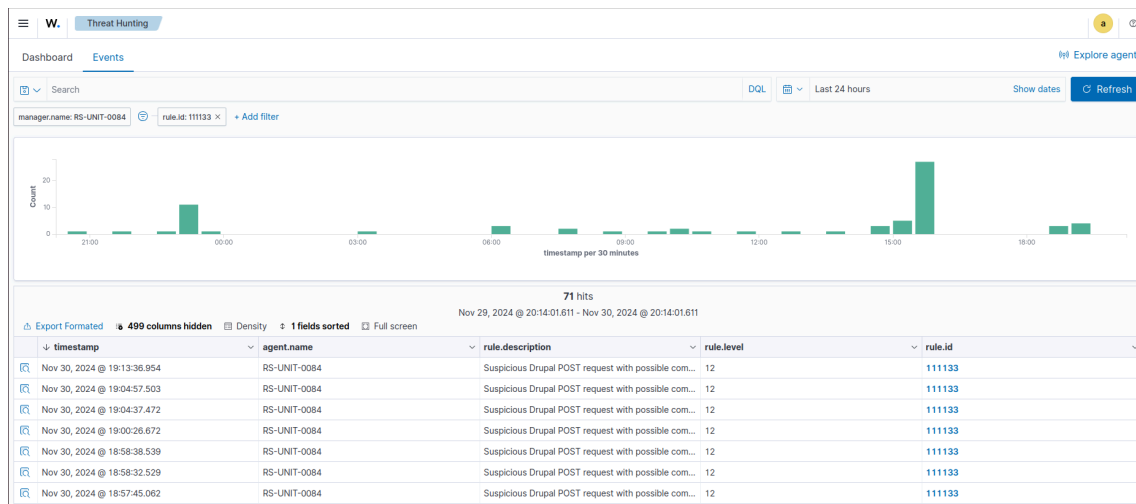 W. Threat Hunting a
Dashboard Events Explore agent
Search DQL Last 24 hours Show dates Refresh
manager.name: RS-UNIT-0084 rule.id: 111133 × + Add filter
Count
20
10
0
21:00 00:00 03:00 06:00 09:00 12:00 15:00 18:00
timestamp per 30 minutes
71 hits
Nov 29, 2024 @ 20:14:01.611 - Nov 30, 2024 @ 20:14:01.611
Export Formated 499 columns hidden Density 1 fields sorted Full screen
timestamp agent.name rule.description rule.level rule.id
Nov 30, 2024 @ 19:13:36.954 RS-UNIT-0084 Suspicious Drupal POST request with possible com... 12 111133
Nov 30, 2024 @ 19:04:57.503 RS-UNIT-0084 Suspicious Drupal POST request with possible com... 12 111133
Nov 30, 2024 @ 19:04:37.472 RS-UNIT-0084 Suspicious Drupal POST request with possible com... 12 111133
Nov 30, 2024 @ 19:00:26.672 RS-UNIT-0084 Suspicious Drupal POST request with possible com... 12 111133
Nov 30, 2024 @ 18:58:38.539 RS-UNIT-0084 Suspicious Drupal POST request with possible com... 12 111133
Nov 30, 2024 @ 18:58:32.529 RS-UNIT-0084 Suspicious Drupal POST request with possible com... 12 111133
Nov 30, 2024 @ 18:57:45.062 RS-UNIT-0084 Suspicious Drupal POST request with possible com... 12 111133